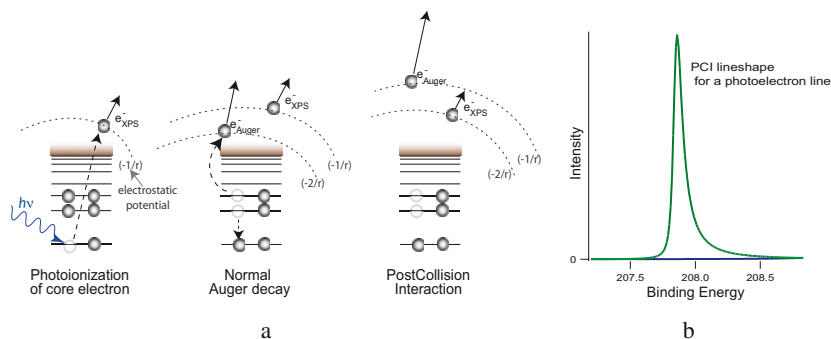 e⁻XPS
(-1/r)
electrostatic
potential
hν
Photoionization
of core electron
e⁻Auger
e⁻XPS
(-1/r)
(-2/r)
Normal
Auger decay
e⁻Auger
e⁻XPS
(-1/r)
(-2/r)
PostCollision
Interaction
a
PCI lineshape
for a photoelectron line
Intensity
0
207.5 208.0 208.5
Binding Energy
b